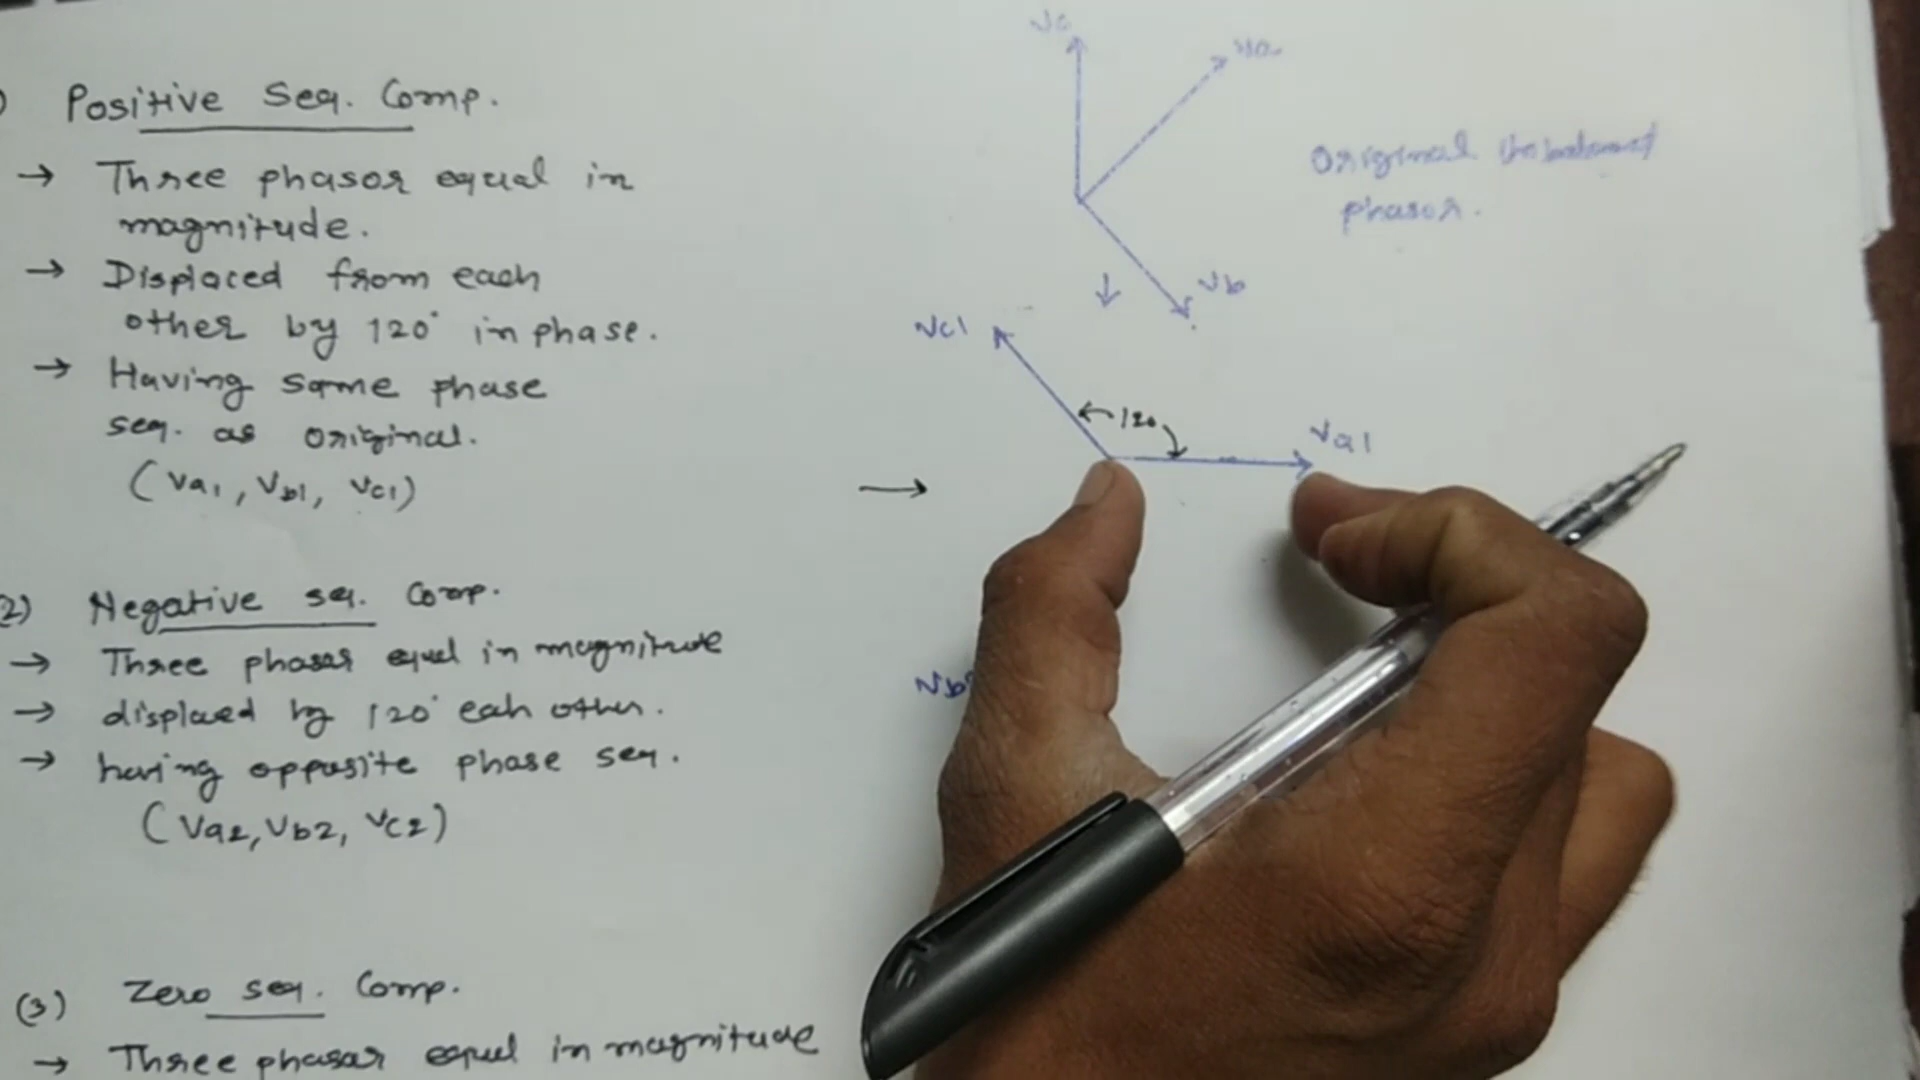 ) Positive Seq. Comp.
→ Three phasor equal in
magnitude.
→ Displaced from each
other by 120° in phase.
→ Having same phase
seq. as original.
(Va1, Vb1, Vc1)
2) Negative seq. Comp.
→ Three phasor equal in magnitude
→ displaced by 120° each other.
→ having opposite phase seq.
(Va2, Vb2, Vc2)
(3) Zero seq. Comp.
→ Three phasor equal in magnitude
Vc
Va
Original Unbalanced
phasor.
↓
Vb
Vc1
120
Va1
→
Vb